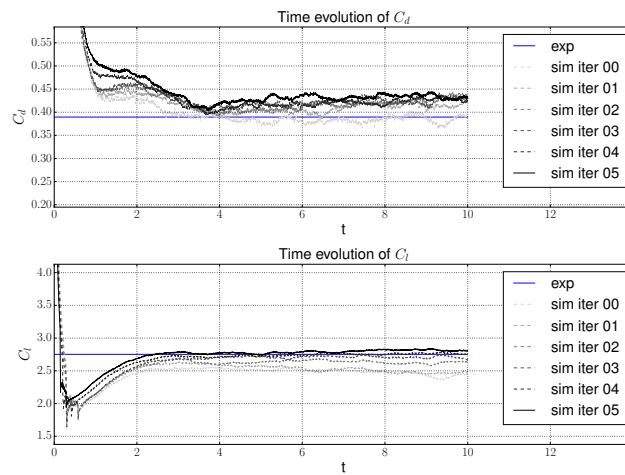 Time evolution of C_d
0.55
0.50
0.45
0.40
0.35
0.30
0.25
0.20
C_d
0 2 4 6 8 10 12
t
exp
sim iter 00
sim iter 01
sim iter 02
sim iter 03
sim iter 04
sim iter 05
Time evolution of C_l
4.0
3.5
3.0
2.5
2.0
1.5
C_l
0 2 4 6 8 10 12
t
exp
sim iter 00
sim iter 01
sim iter 02
sim iter 03
sim iter 04
sim iter 05